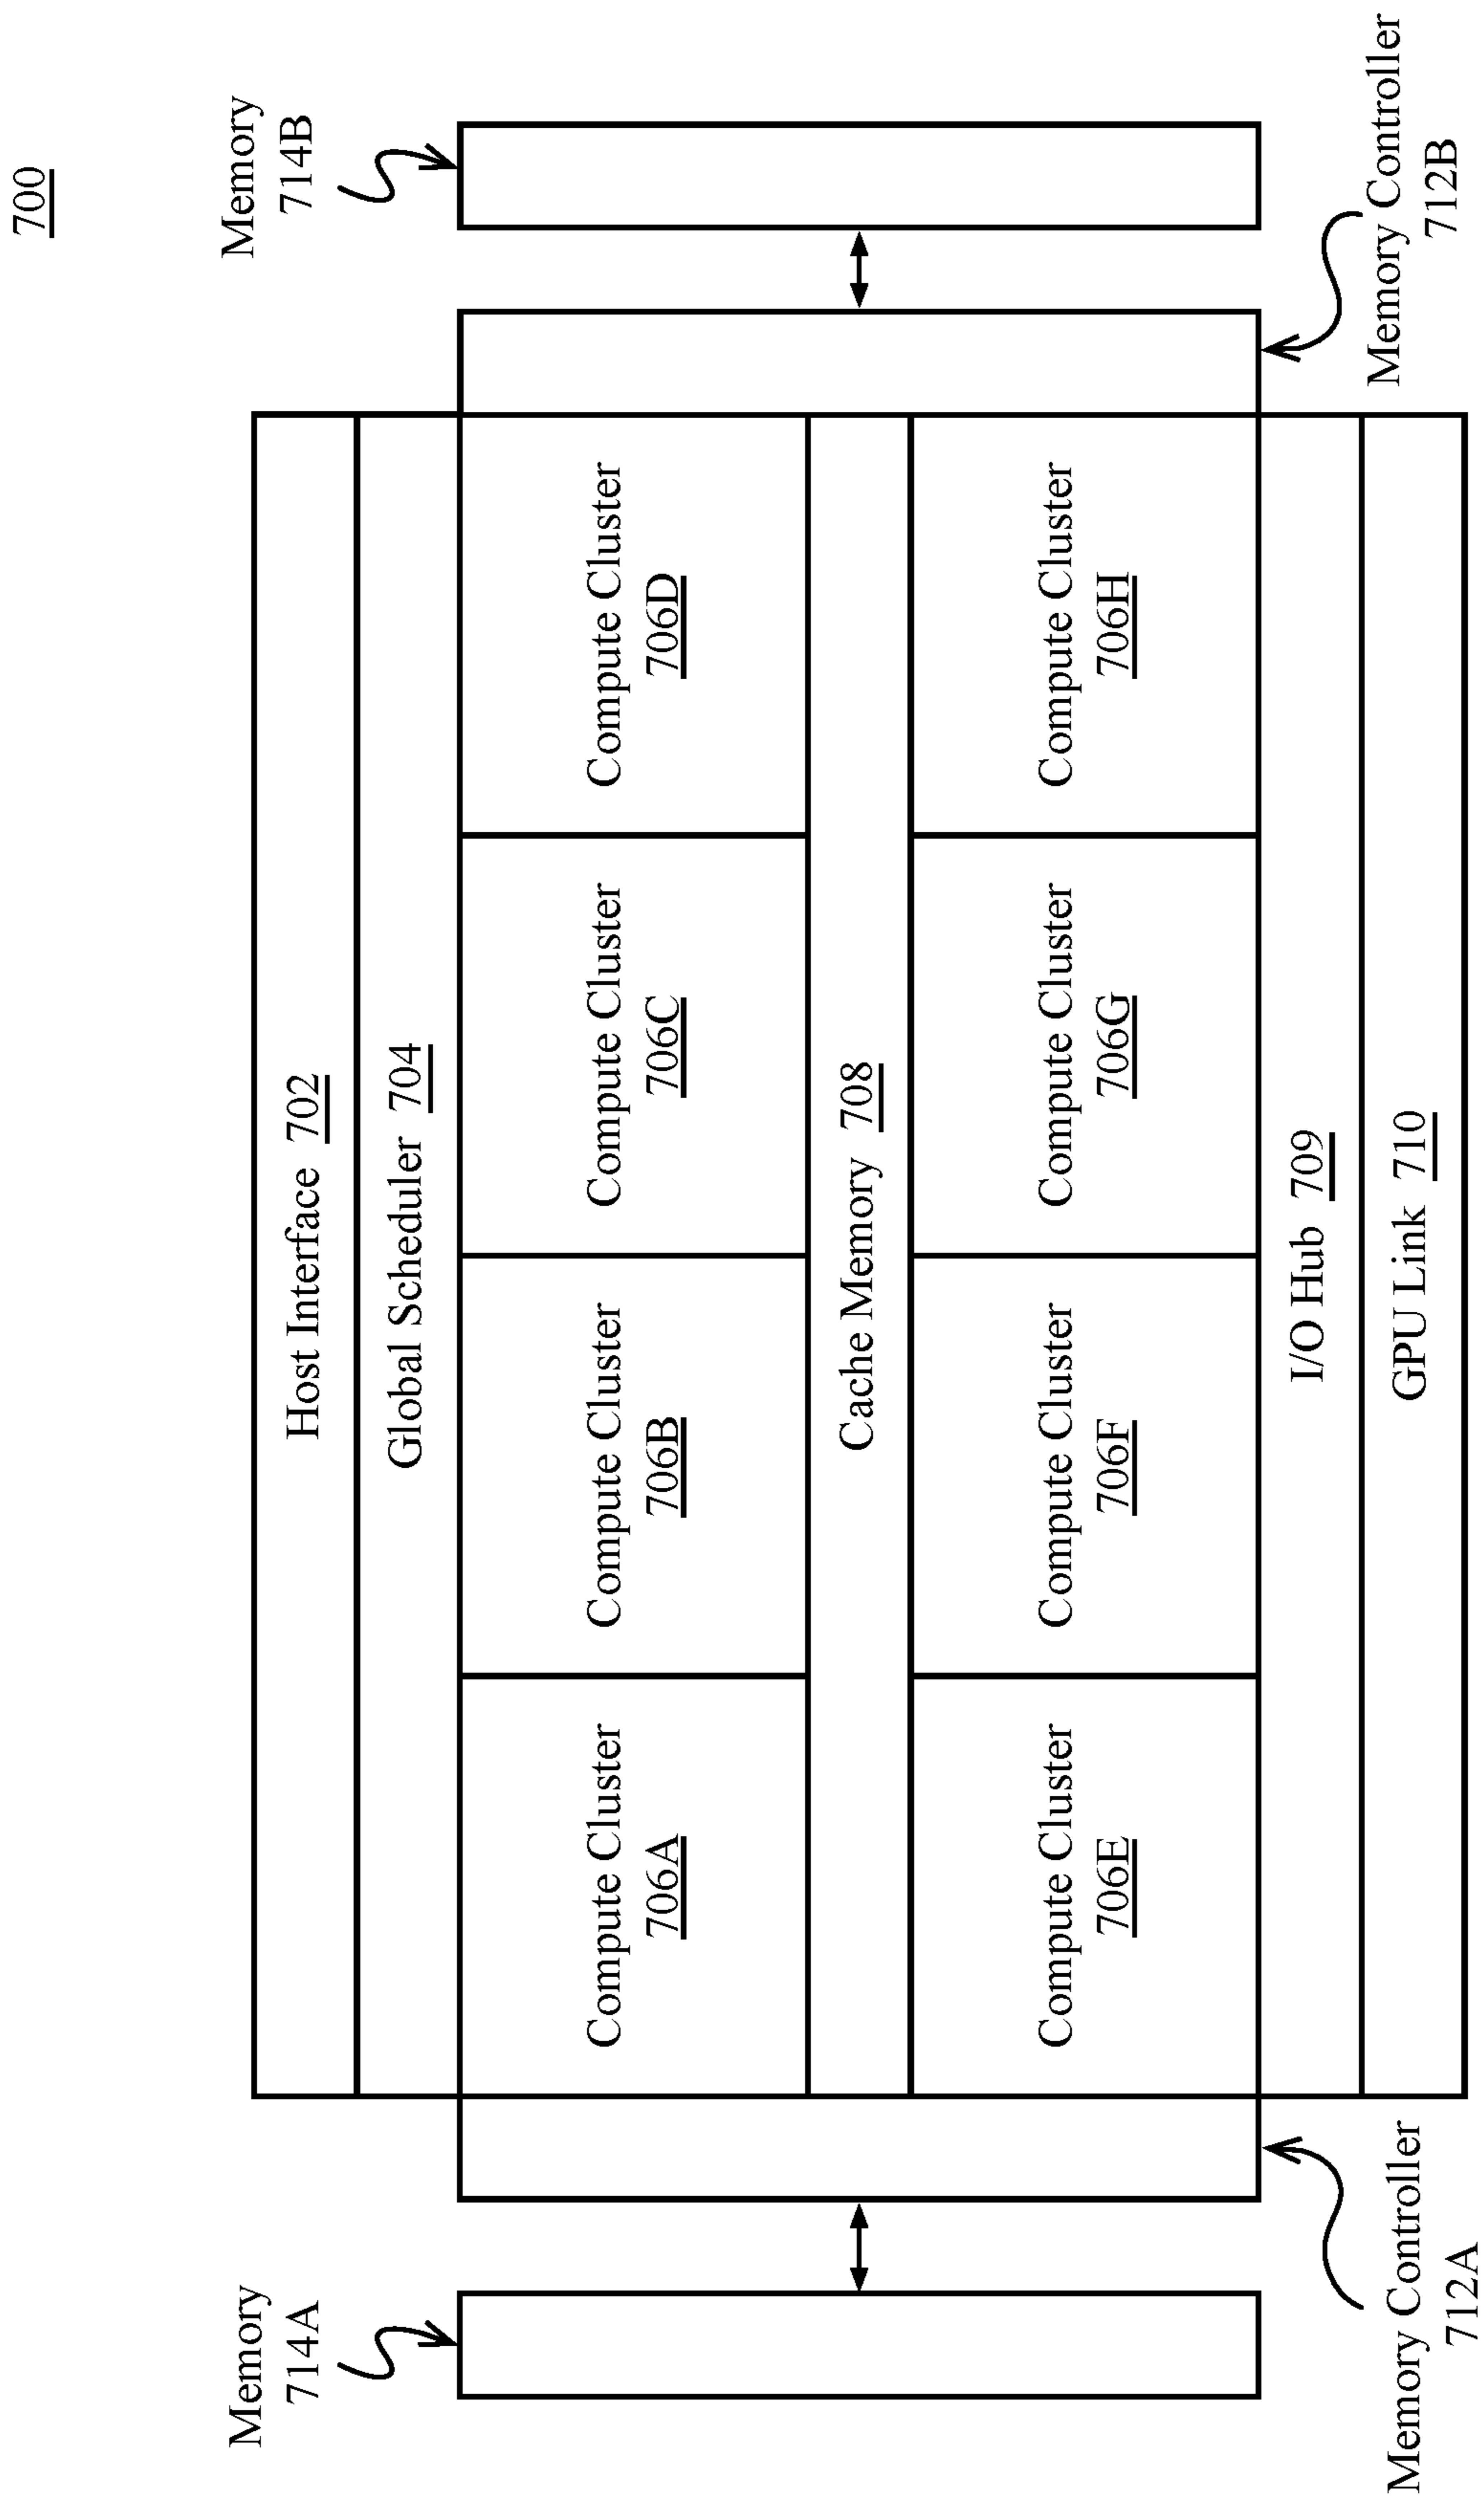 700
Memory
714A
Memory
714B
Host Interface 702
Global Scheduler 704
Compute Cluster
706A
Compute Cluster
706B
Compute Cluster
706C
Compute Cluster
706D
Cache Memory 708
Compute Cluster
706E
Compute Cluster
706F
Compute Cluster
706G
Compute Cluster
706H
I/O Hub 709
GPU Link 710
Memory Controller
712A
Memory Controller
712B